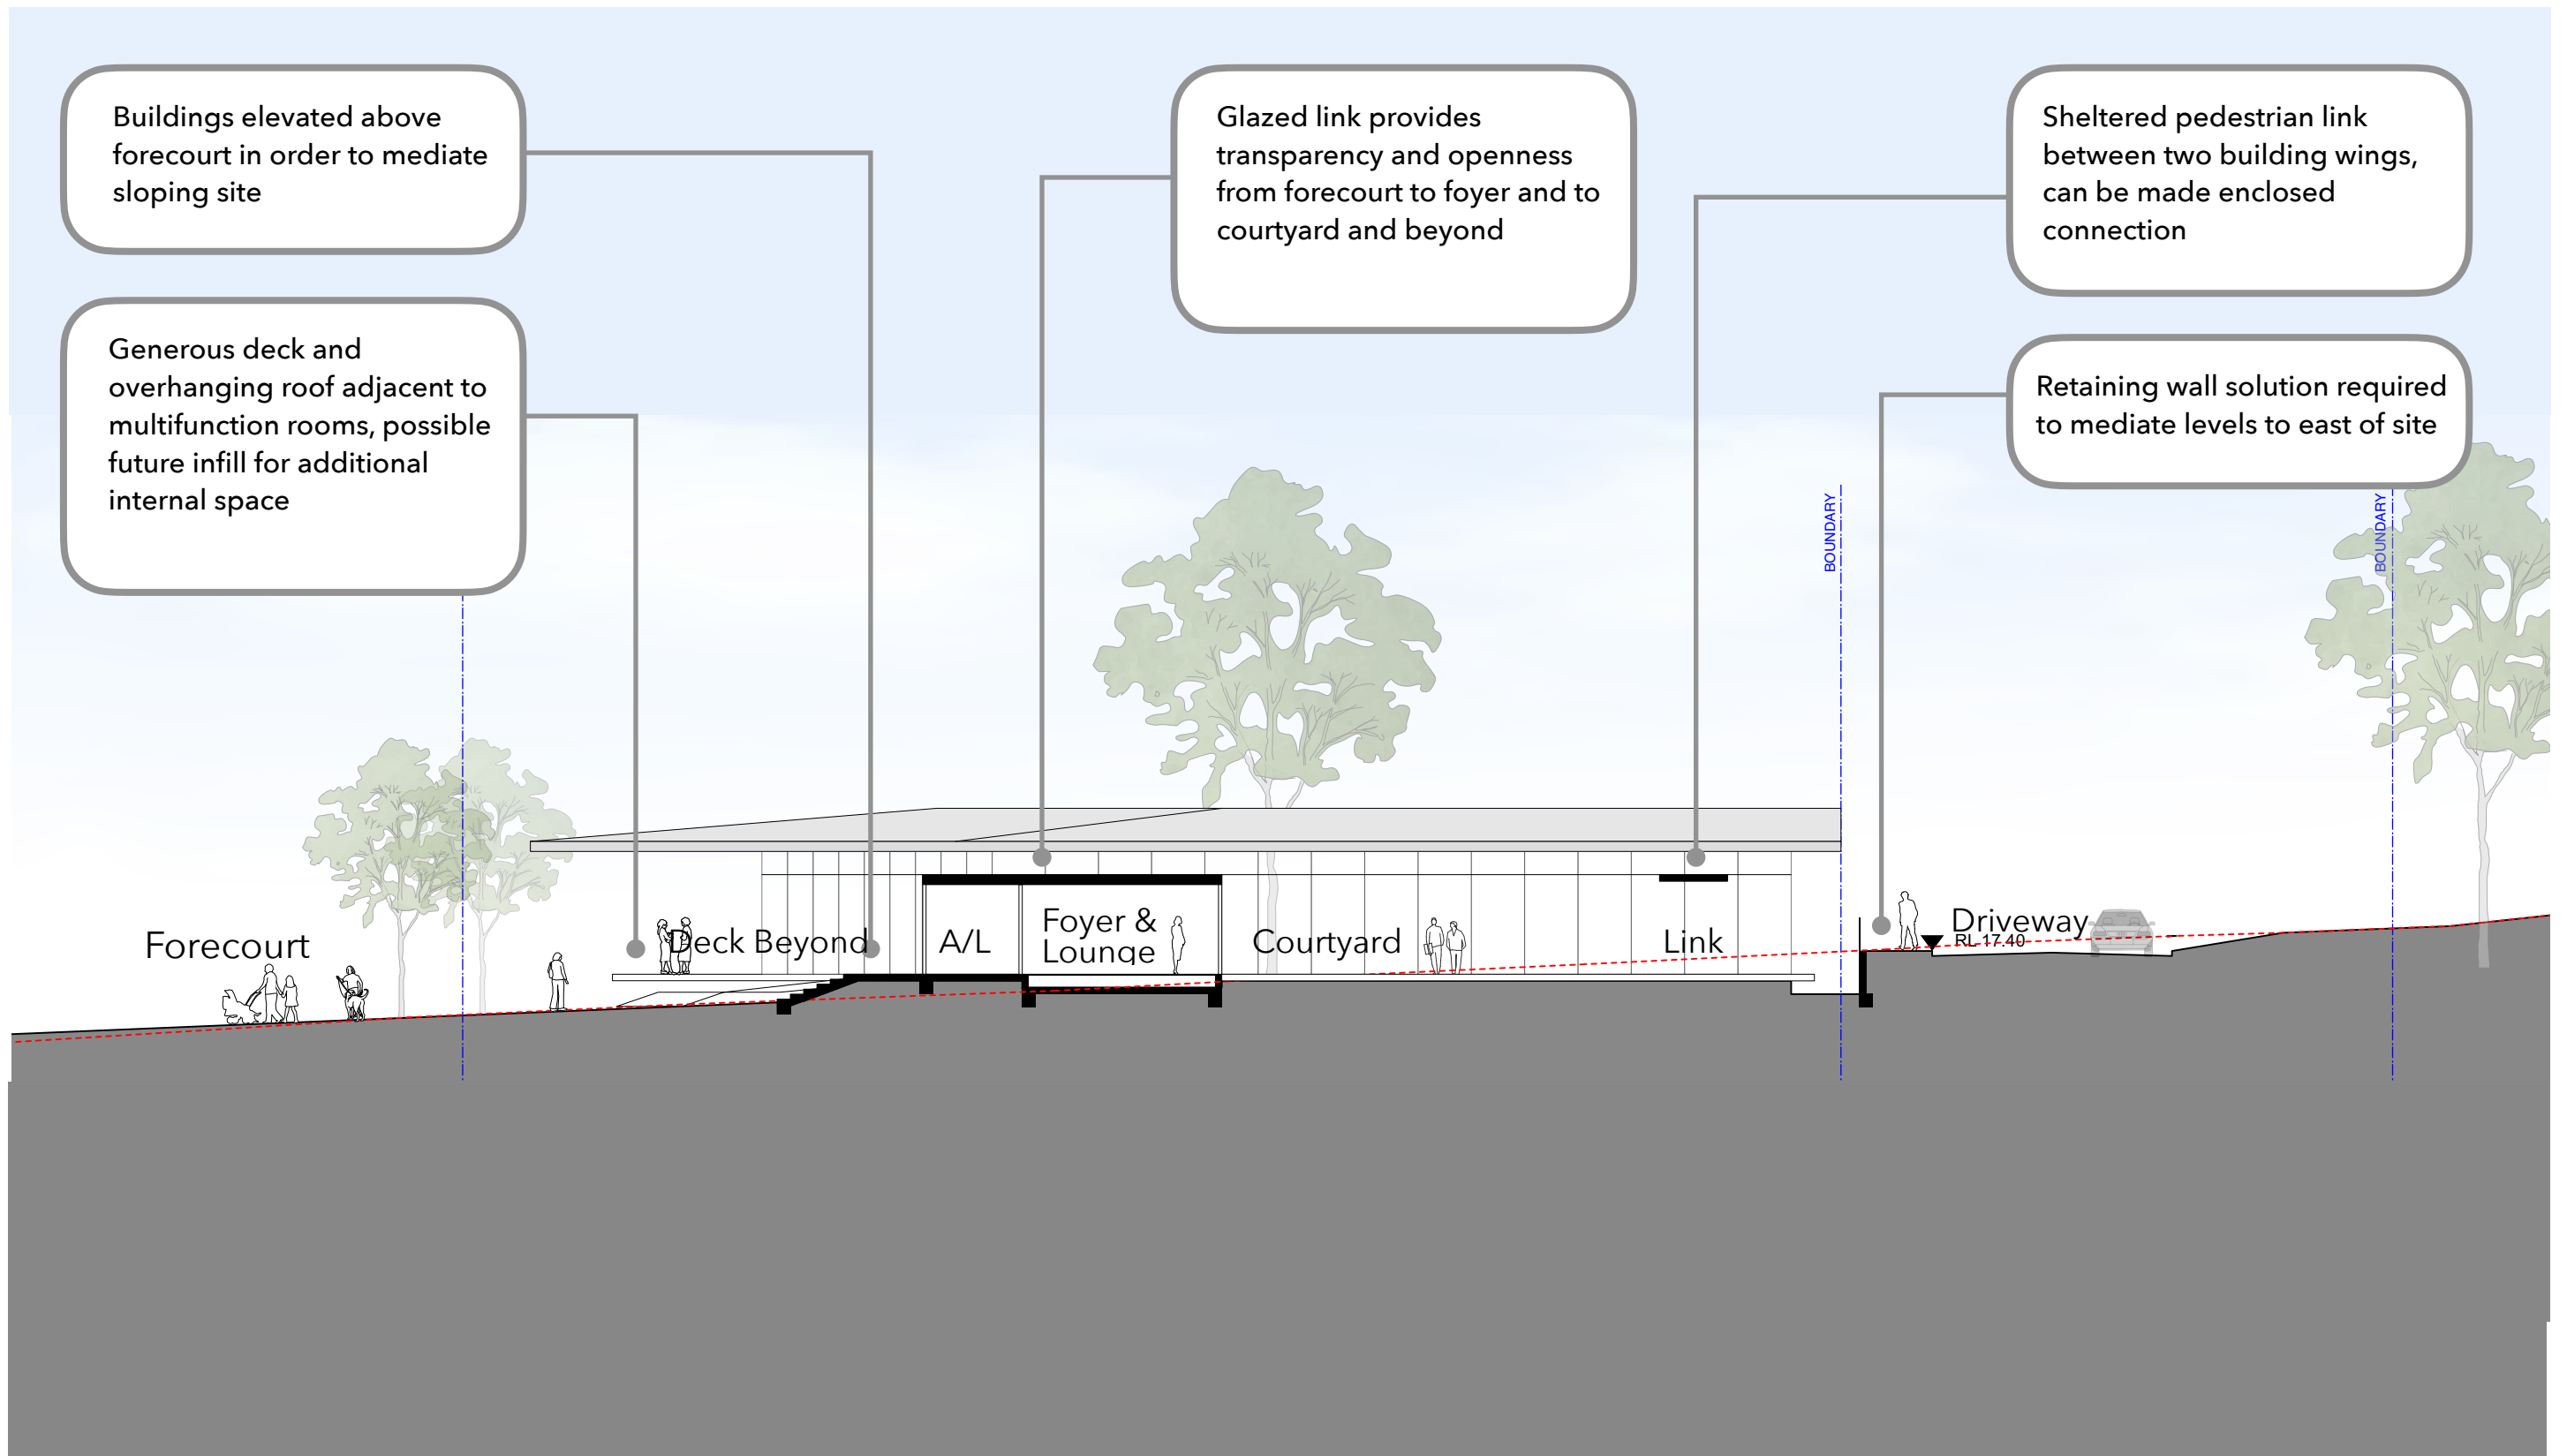 Buildings elevated above
forecourt in order to mediate
sloping site
Generous deck and
overhanging roof adjacent to
multifunction rooms, possible
future infill for additional
internal space
Glazed link provides
transparency and openness
from forecourt to foyer and to
courtyard and beyond
Sheltered pedestrian link
between two building wings,
can be made enclosed
connection
Retaining wall solution required
to mediate levels to east of site
BOUNDARY
BOUNDARY
Forecourt
Deck Beyond
A/L
Foyer &
Lounge
Courtyard
Link
Driveway
RL 17.40